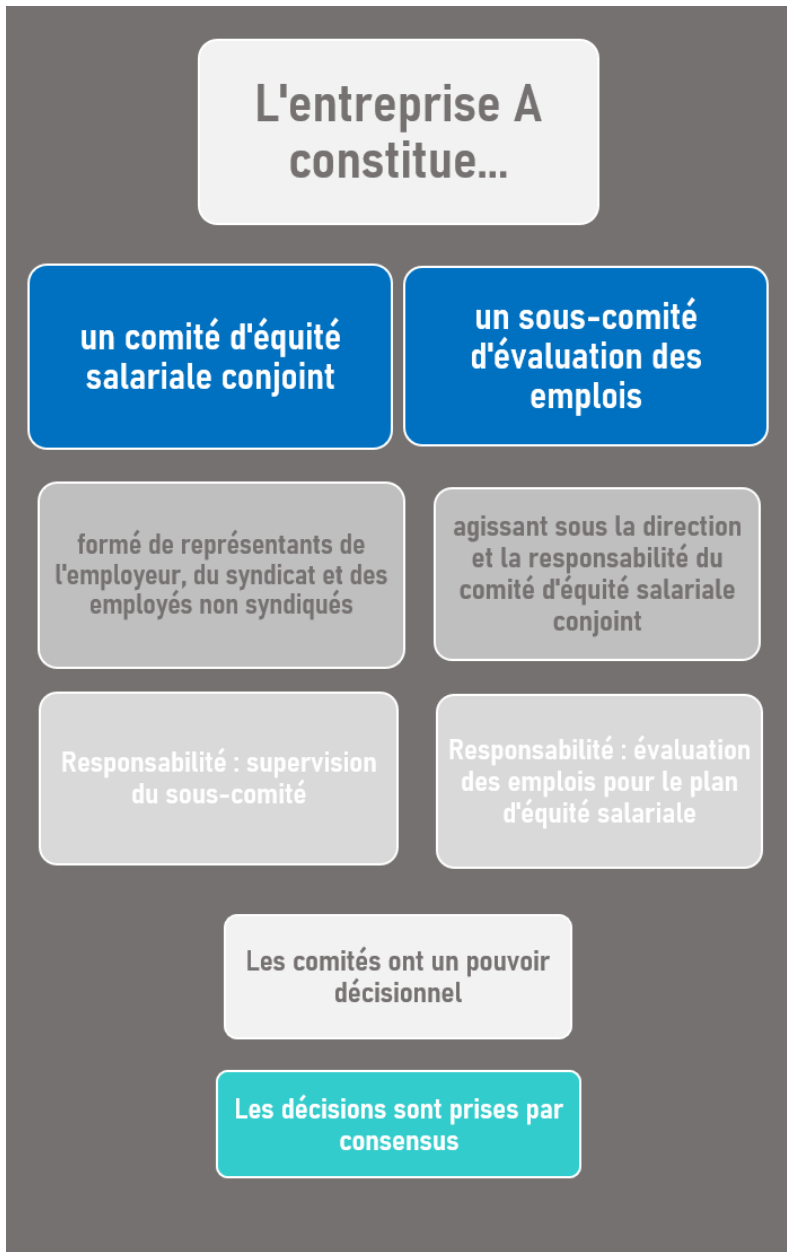 L'entreprise A
constitue...
un comité d'équité
salariale conjoint
un sous-comité
d'évaluation des
emplois
formé de représentants de
l'employeur, du syndicat et des
employés non syndiqués
agissant sous la direction
et la responsabilité du
comité d'équité salariale
conjoint
Responsabilité : supervision
du sous-comité
Responsabilité : évaluation
des emplois pour le plan
d'équité salariale
Les comités ont un pouvoir
décisionnel
Les décisions sont prises par
consensus